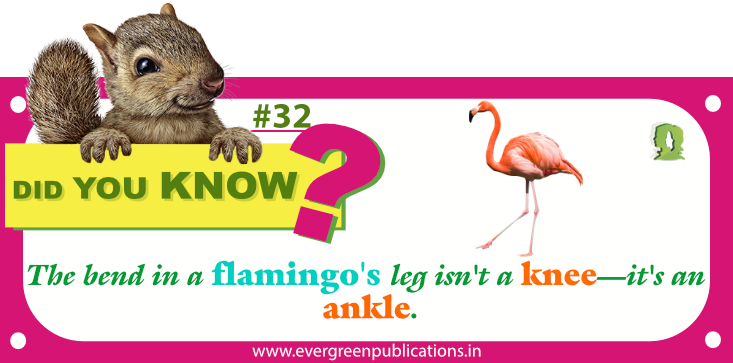 #32
DID YOU KNOW ?
The bend in a flamingo's leg isn't a knee—it's an
ankle.
www.evergreenpublications.in